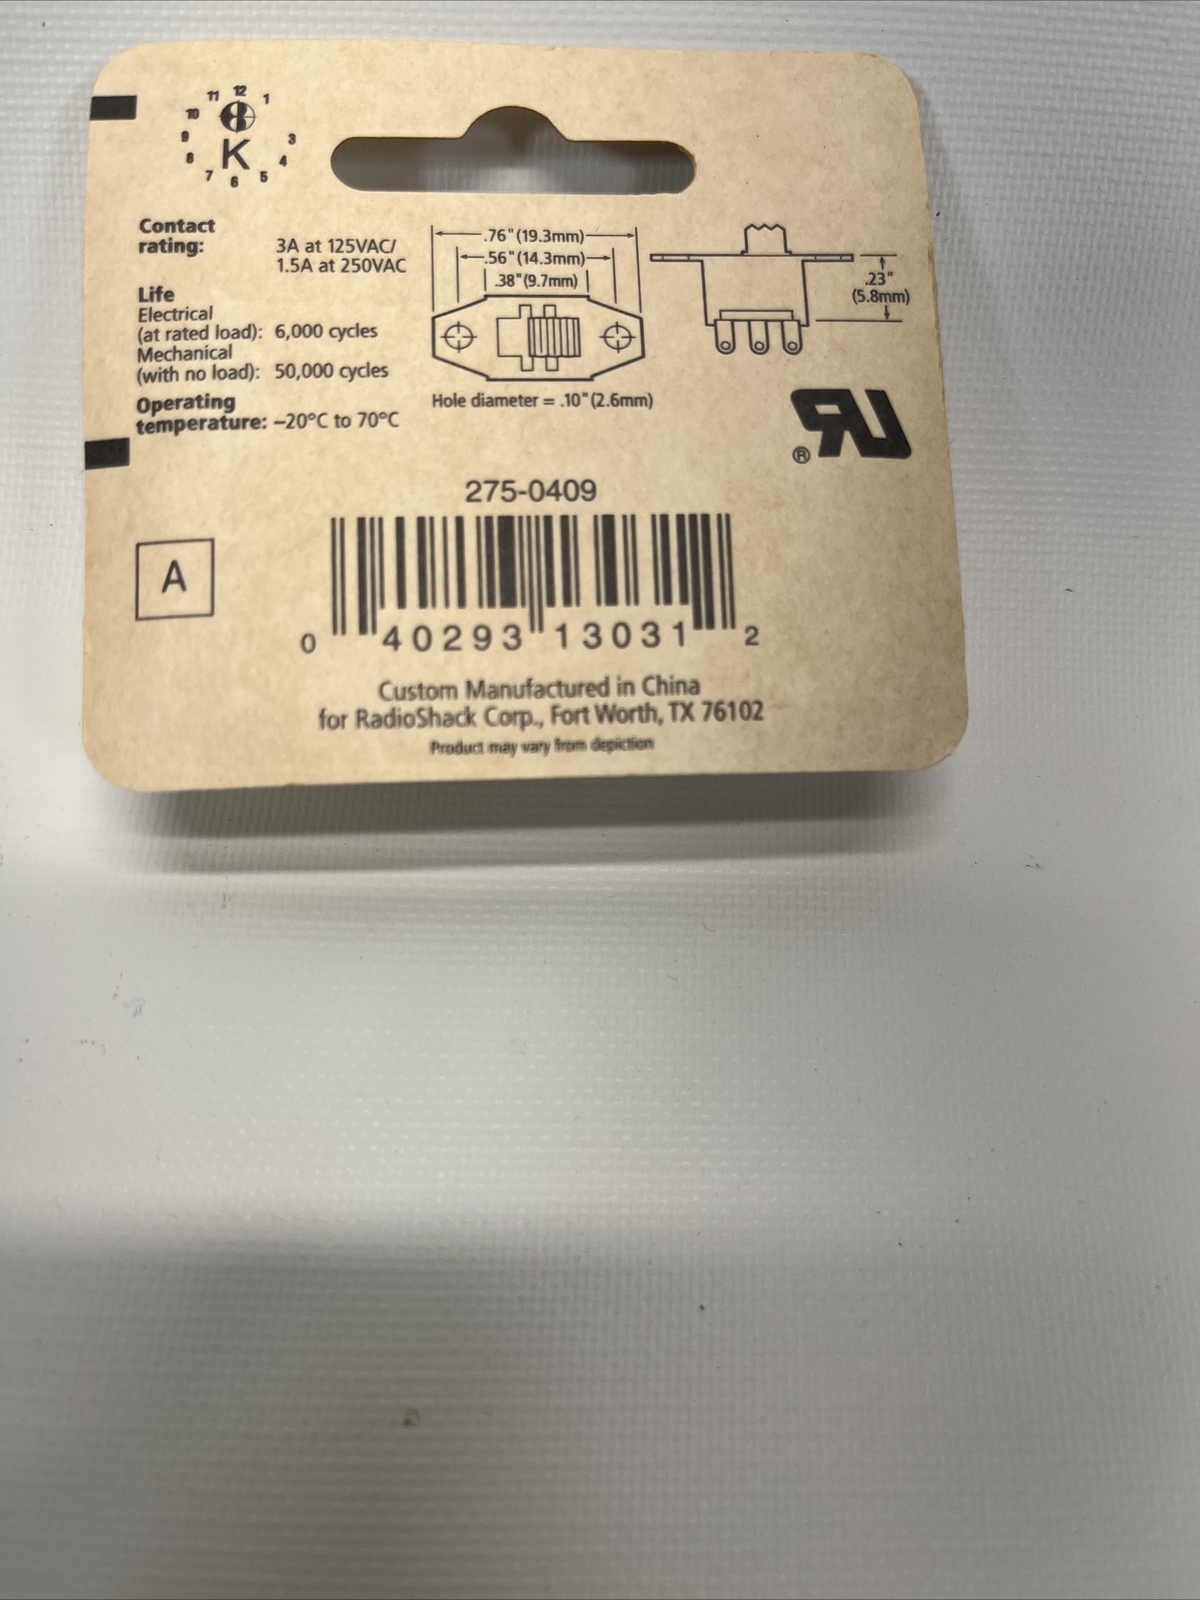 11 12 1
10
9 3
8 K 4
7 6 5
Contact
rating: 3A at 125VAC/
1.5A at 250VAC
Life
Electrical
(at rated load): 6,000 cycles
Mechanical
(with no load): 50,000 cycles
Operating
temperature: –20°C to 70°C
.76" (19.3mm)
.56" (14.3mm)
.38" (9.7mm)
Hole diameter = .10" (2.6mm)
.23"
(5.8mm)
RU®
275-0409
A
0 40293 13031 2
Custom Manufactured in China
for RadioShack Corp., Fort Worth, TX 76102
Product may vary from depiction